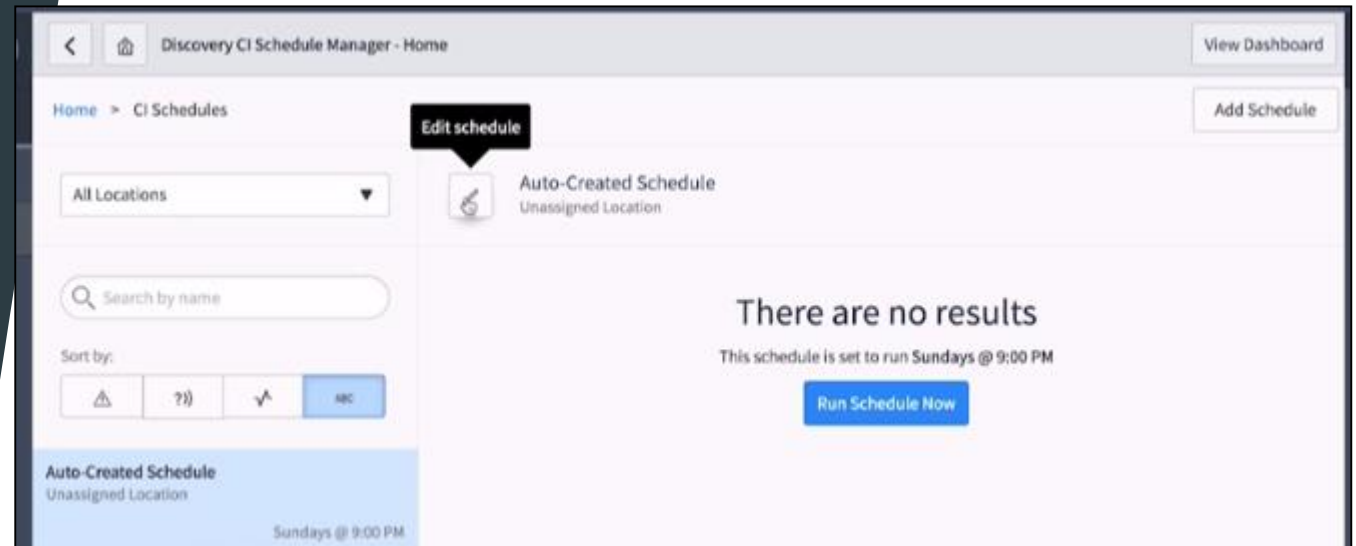 Discovery CI Schedule Manager - Home
View Dashboard
Home > CI Schedules
Add Schedule
Edit schedule
All Locations
Auto-Created Schedule
Unassigned Location
Search by name
There are no results
This schedule is set to run Sundays @ 9:00 PM
Sort by:
?))
ABC
Run Schedule Now
Auto-Created Schedule
Unassigned Location
Sundays @ 9:00 PM